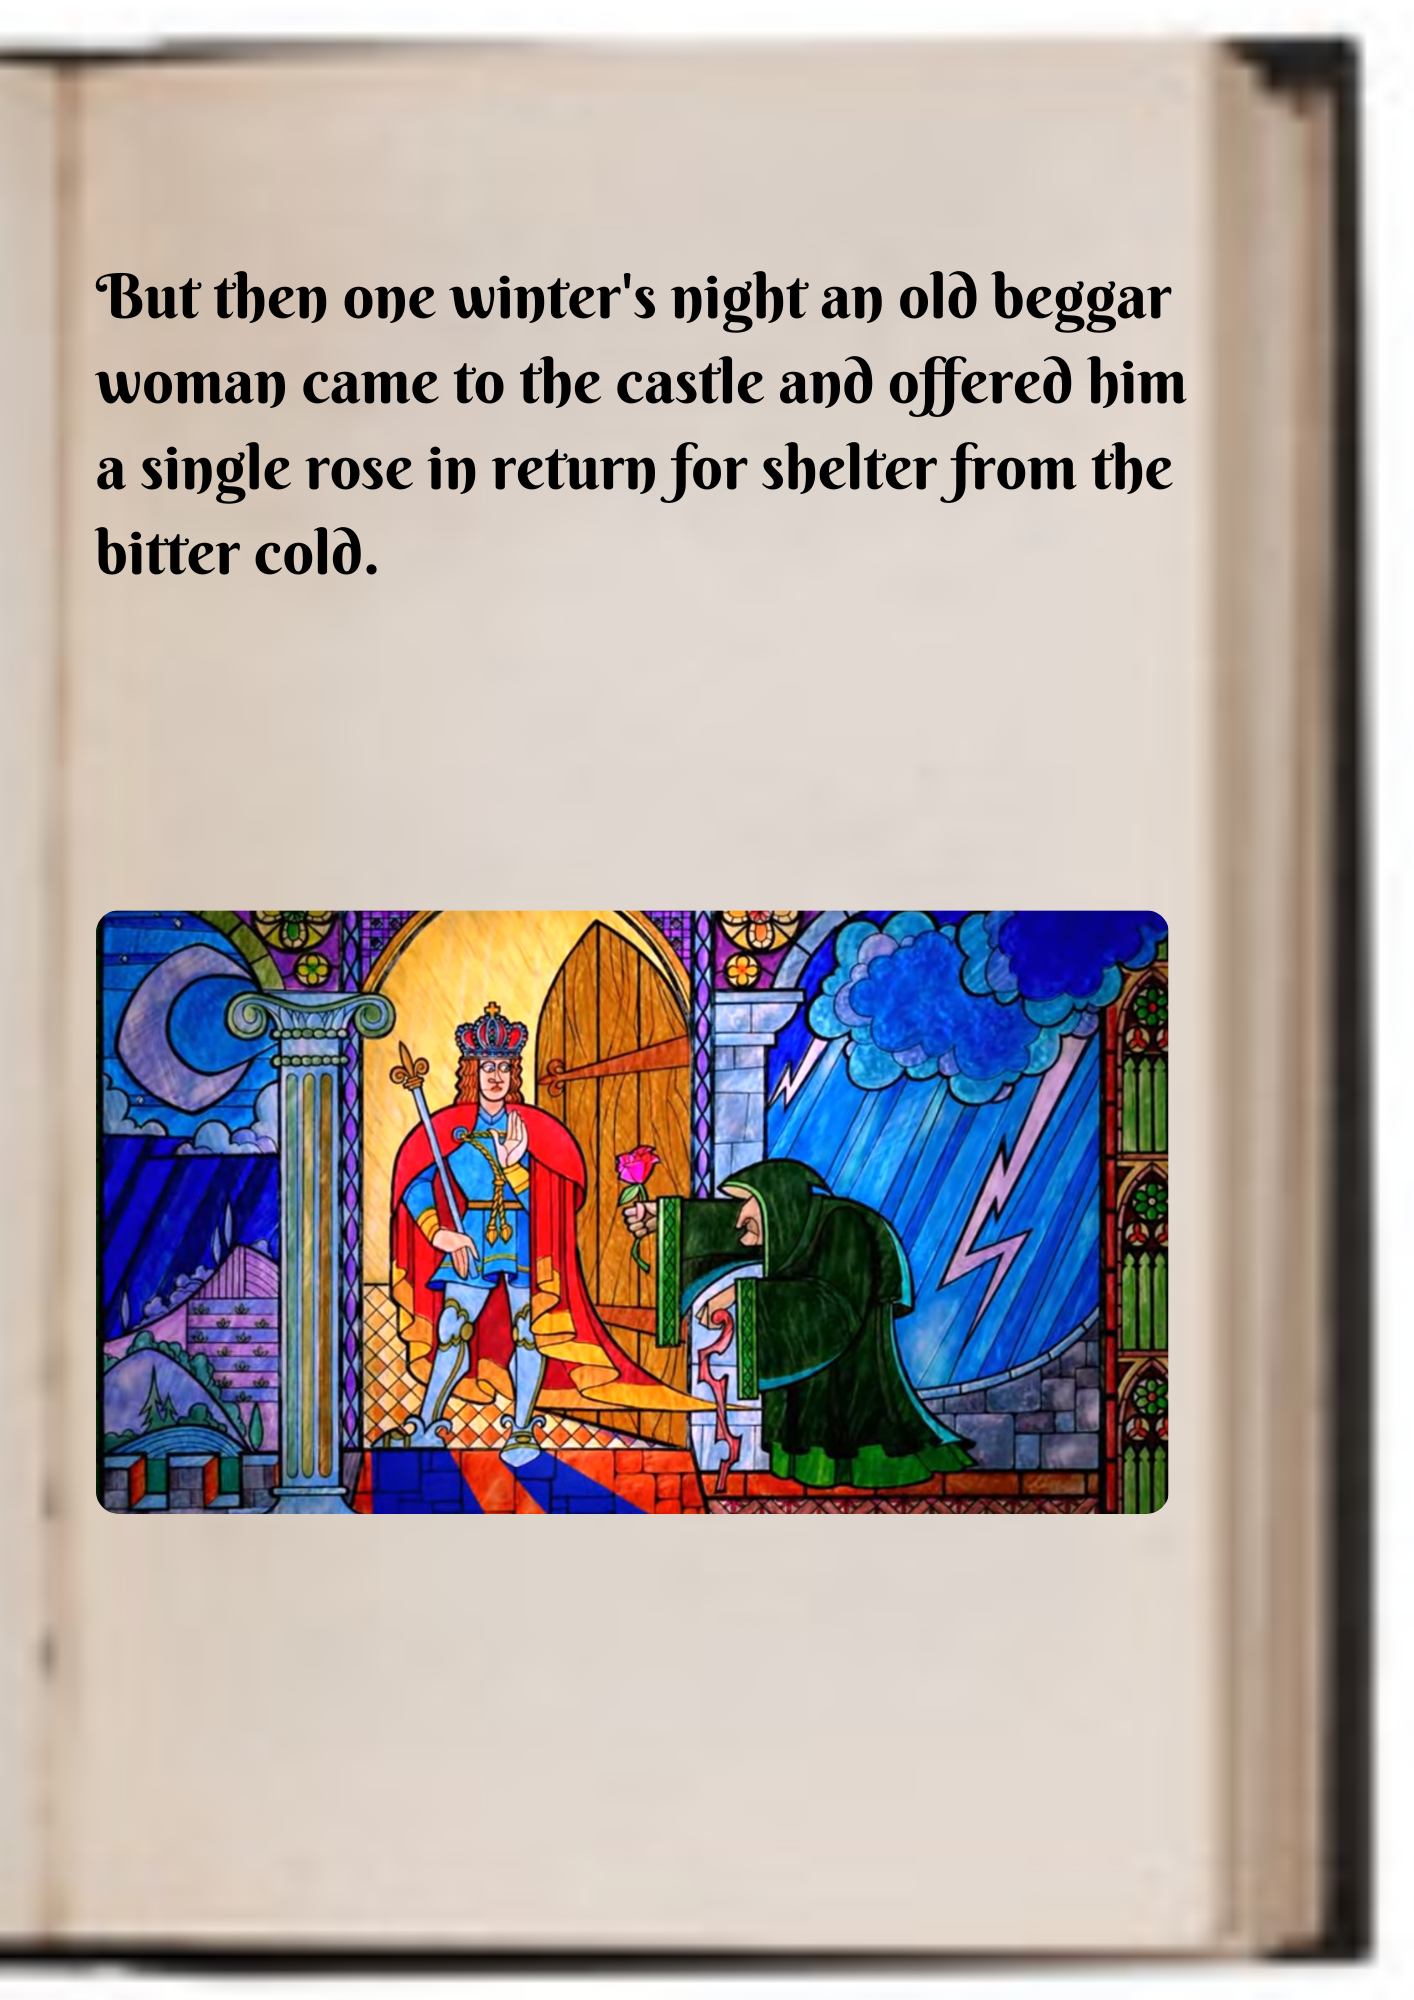 But then one winter's night an old beggar
woman came to the castle and offered him
a single rose in return for shelter from the
bitter cold.